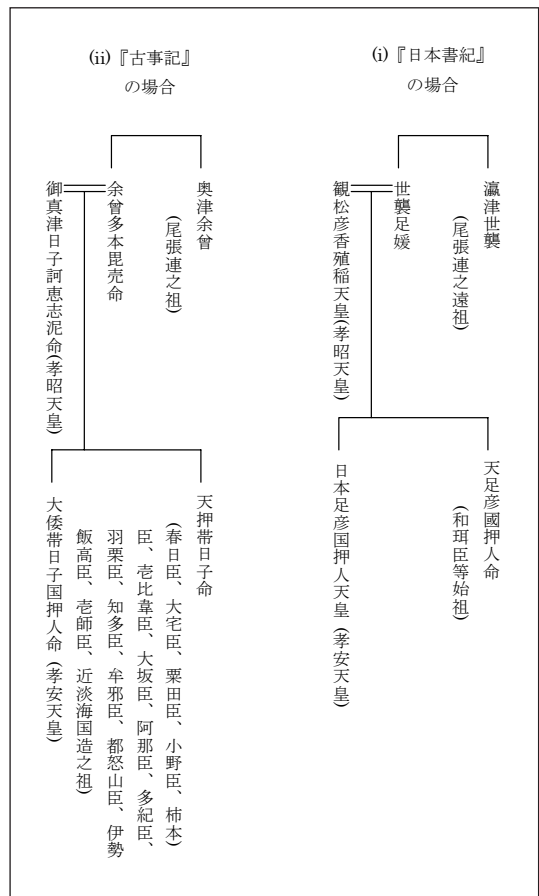 (i)『日本書紀』
の場合
瀛津世襲
(尾張連之遠祖)
世襲足媛
観松彦香殖稲天皇(孝昭天皇)
天足彦國押人命
(和珥臣等始祖)
日本足彦国押人天皇(孝安天皇)
(ii)『古事記』
の場合
奥津余曾
(尾張連之祖)
余曾多本毘売命
御真津日子訶恵志泥命(孝昭天皇)
天押帯日子命
(春日臣、大宅臣、粟田臣、小野臣、柿本)
臣、壱比韋臣、大坂臣、阿那臣、多紀臣、
羽栗臣、知多臣、牟邪臣、都怒山臣、伊勢
飯高臣、壱師臣、近淡海国造之祖)
大倭帯日子国押人命(孝安天皇)